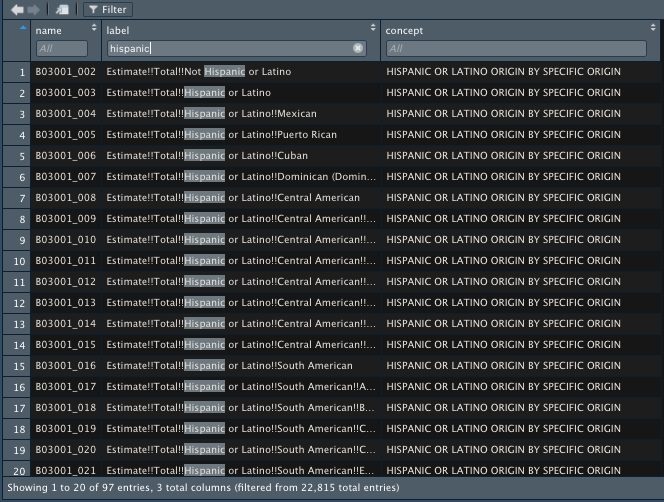 Filter
name label concept
All hispanic All
1 B03001_002 Estimate!!Total!!Not Hispanic or Latino HISPANIC OR LATINO ORIGIN BY SPECIFIC ORIGIN
2 B03001_003 Estimate!!Total!!Hispanic or Latino HISPANIC OR LATINO ORIGIN BY SPECIFIC ORIGIN
3 B03001_004 Estimate!!Total!!Hispanic or Latino!!Mexican HISPANIC OR LATINO ORIGIN BY SPECIFIC ORIGIN
4 B03001_005 Estimate!!Total!!Hispanic or Latino!!Puerto Rican HISPANIC OR LATINO ORIGIN BY SPECIFIC ORIGIN
5 B03001_006 Estimate!!Total!!Hispanic or Latino!!Cuban HISPANIC OR LATINO ORIGIN BY SPECIFIC ORIGIN
6 B03001_007 Estimate!!Total!!Hispanic or Latino!!Dominican (Domin... HISPANIC OR LATINO ORIGIN BY SPECIFIC ORIGIN
7 B03001_008 Estimate!!Total!!Hispanic or Latino!!Central American HISPANIC OR LATINO ORIGIN BY SPECIFIC ORIGIN
8 B03001_009 Estimate!!Total!!Hispanic or Latino!!Central American!!... HISPANIC OR LATINO ORIGIN BY SPECIFIC ORIGIN
9 B03001_010 Estimate!!Total!!Hispanic or Latino!!Central American!!... HISPANIC OR LATINO ORIGIN BY SPECIFIC ORIGIN
10 B03001_011 Estimate!!Total!!Hispanic or Latino!!Central American!!... HISPANIC OR LATINO ORIGIN BY SPECIFIC ORIGIN
11 B03001_012 Estimate!!Total!!Hispanic or Latino!!Central American!!... HISPANIC OR LATINO ORIGIN BY SPECIFIC ORIGIN
12 B03001_013 Estimate!!Total!!Hispanic or Latino!!Central American!!... HISPANIC OR LATINO ORIGIN BY SPECIFIC ORIGIN
13 B03001_014 Estimate!!Total!!Hispanic or Latino!!Central American!!... HISPANIC OR LATINO ORIGIN BY SPECIFIC ORIGIN
14 B03001_015 Estimate!!Total!!Hispanic or Latino!!Central American!!... HISPANIC OR LATINO ORIGIN BY SPECIFIC ORIGIN
15 B03001_016 Estimate!!Total!!Hispanic or Latino!!South American HISPANIC OR LATINO ORIGIN BY SPECIFIC ORIGIN
16 B03001_017 Estimate!!Total!!Hispanic or Latino!!South American!!A... HISPANIC OR LATINO ORIGIN BY SPECIFIC ORIGIN
17 B03001_018 Estimate!!Total!!Hispanic or Latino!!South American!!B... HISPANIC OR LATINO ORIGIN BY SPECIFIC ORIGIN
18 B03001_019 Estimate!!Total!!Hispanic or Latino!!South American!!C... HISPANIC OR LATINO ORIGIN BY SPECIFIC ORIGIN
19 B03001_020 Estimate!!Total!!Hispanic or Latino!!South American!!C... HISPANIC OR LATINO ORIGIN BY SPECIFIC ORIGIN
20 B03001_021 Estimate!!Total!!Hispanic or Latino!!South American!!E... HISPANIC OR LATINO ORIGIN BY SPECIFIC ORIGIN
Showing 1 to 20 of 97 entries, 3 total columns (filtered from 22,815 total entries)